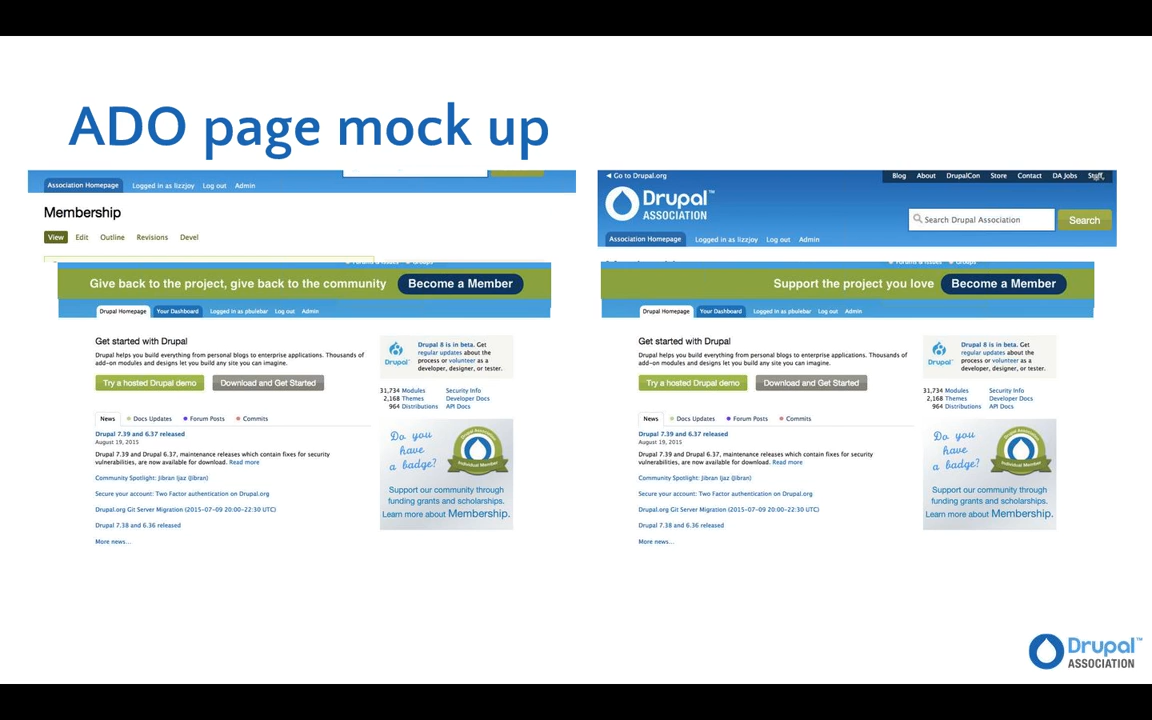 ADO page mock up
Association Homepage Logged in as lizzjoy Log out Admin
Membership
View Edit Outline Revisions Devel
Give back to the project, give back to the community Become a Member
Drupal Homepage Your Dashboard Logged in as pbulebar Log out Admin
Get started with Drupal
Drupal helps you build everything from personal blogs to enterprise applications. Thousands of
add-on modules and designs let you build any site you can imagine.
Try a hosted Drupal demo Download and Get Started
News Docs Updates Forum Posts Commits
Drupal 7.39 and 6.37 released
August 19, 2015
Drupal 7.39 and Drupal 6.37, maintenance releases which contain fixes for security
vulnerabilities, are now available for download. Read more
Community Spotlight: Jibran Ijaz (Jibran)
Secure your account: Two Factor authentication on Drupal.org
Drupal.org Git Server Migration (2015-07-09 20:00-22:30 UTC)
Drupal 7.38 and 6.36 released
More news...
Drupal
Drupal 8 is in beta. Get
regular updates about the
process or volunteer as a
developer, designer, or tester.
31,734 Modules Security Info
2,168 Themes Developer Docs
964 Distributions API Docs
Do you
have
a badge?
Drupal Association
Individual Member
Support our community through
funding grants and scholarships.
Learn more about Membership.
◀ Go to Drupal.org
Blog About DrupalCon Store Contact DA Jobs Staff
Drupal™
ASSOCIATION
Search Drupal Association Search
Association Homepage Logged in as lizzjoy Log out Admin
Support the project you love Become a Member
Drupal Homepage Your Dashboard Logged in as pbulebar Log out Admin
Get started with Drupal
Drupal helps you build everything from personal blogs to enterprise applications. Thousands of
add-on modules and designs let you build any site you can imagine.
Try a hosted Drupal demo Download and Get Started
News Docs Updates Forum Posts Commits
Drupal 7.39 and 6.37 released
August 19, 2015
Drupal 7.39 and Drupal 6.37, maintenance releases which contain fixes for security
vulnerabilities, are now available for download. Read more
Community Spotlight: Jibran Ijaz (Jibran)
Secure your account: Two Factor authentication on Drupal.org
Drupal.org Git Server Migration (2015-07-09 20:00-22:30 UTC)
Drupal 7.38 and 6.36 released
More news...
Drupal
Drupal 8 is in beta. Get
regular updates about the
process or volunteer as a
developer, designer, or tester.
31,734 Modules Security Info
2,168 Themes Developer Docs
964 Distributions API Docs
Do you
have
a badge?
Drupal Association
Individual Member
Support our community through
funding grants and scholarships.
Learn more about Membership.
Drupal™
ASSOCIATION